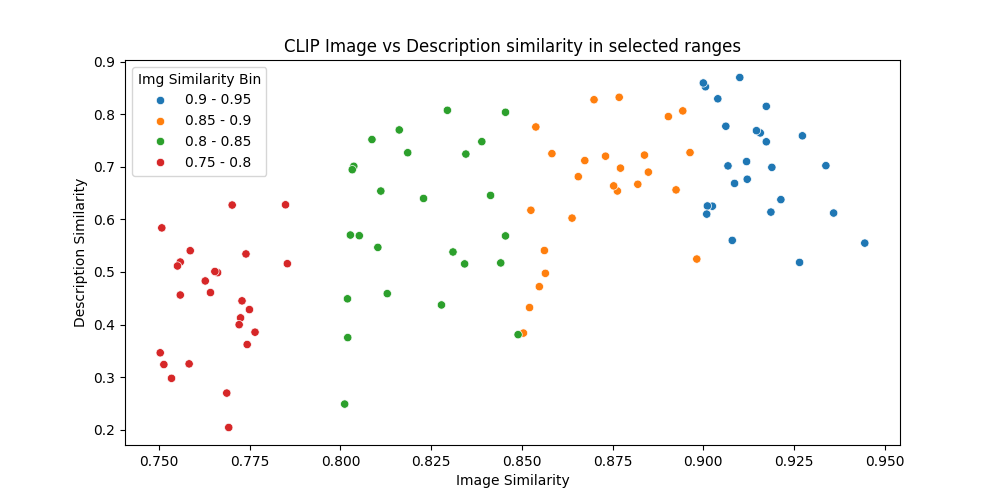 CLIP Image vs Description similarity in selected ranges
Img Similarity Bin
0.9 - 0.95
0.85 - 0.9
0.8 - 0.85
0.75 - 0.8
Description Similarity
0.9
0.8
0.7
0.6
0.5
0.4
0.3
0.2
0.750 0.775 0.800 0.825 0.850 0.875 0.900 0.925 0.950
Image Similarity